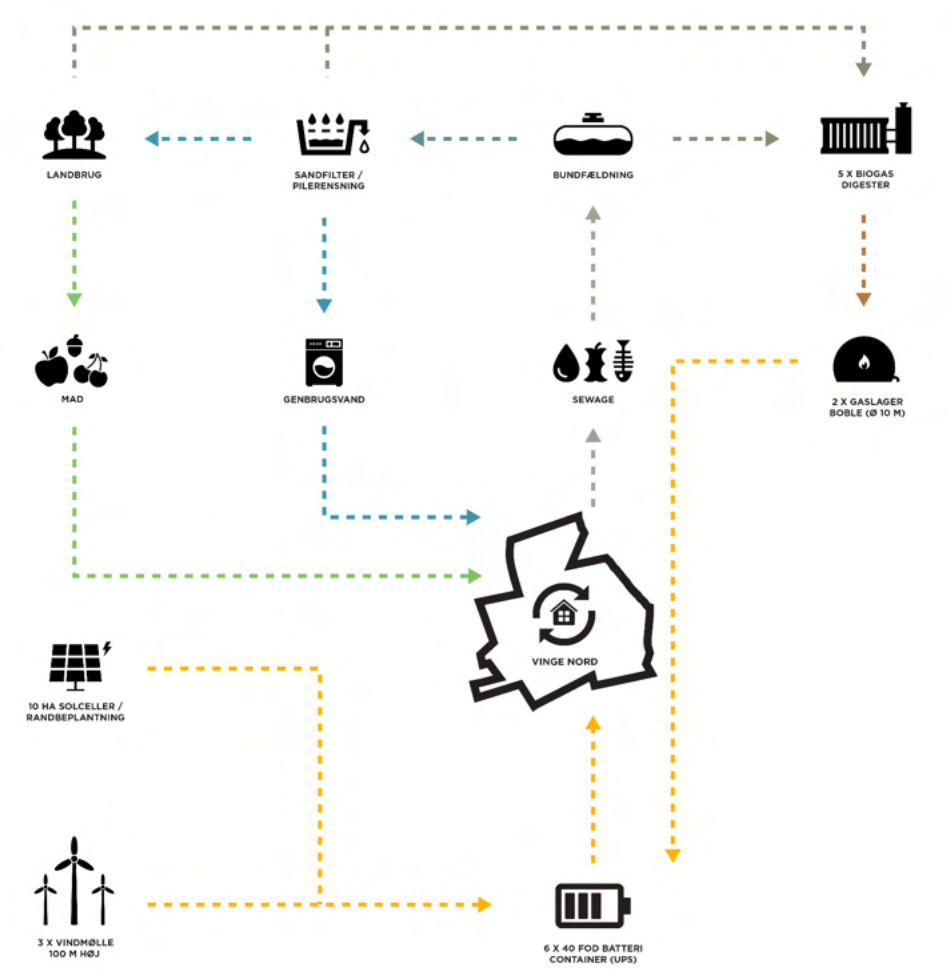 LANDBRUG
SANDFILTER /
PILERENSNING
BUNDFÆLDNING
5 X BIOGAS
DIGESTER
MAD
GENBRUGSVAND
SEWAGE
2 X GASLAGER
BOBLE (Ø 10 M)
VINGE NORD
10 HA SOLCELLER /
RANDBEPLANTNING
3 X VINDMØLLE
100 M HØJ
6 X 40 FOD BATTERI
CONTAINER (UPS)